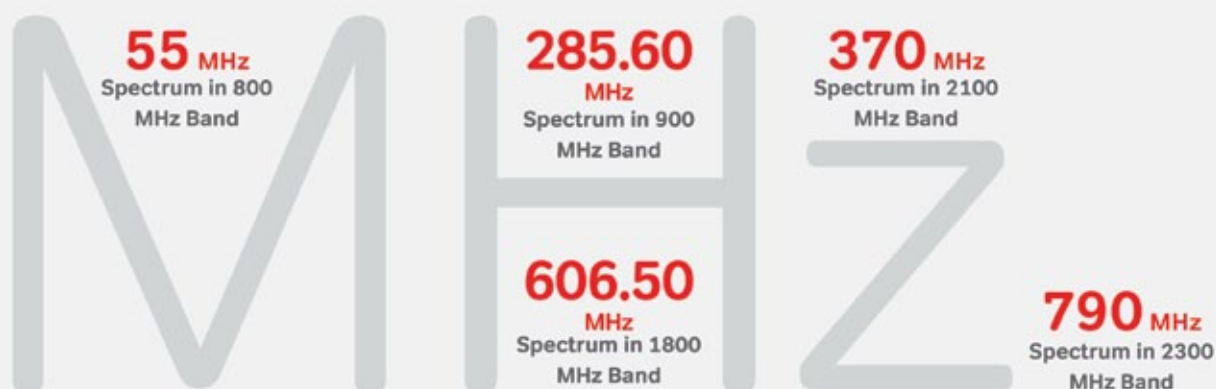 MHz
55 MHz
Spectrum in 800
MHz Band
285.60
MHz
Spectrum in 900
MHz Band
370 MHz
Spectrum in 2100
MHz Band
606.50
MHz
Spectrum in 1800
MHz Band
790 MHz
Spectrum in 2300
MHz Band